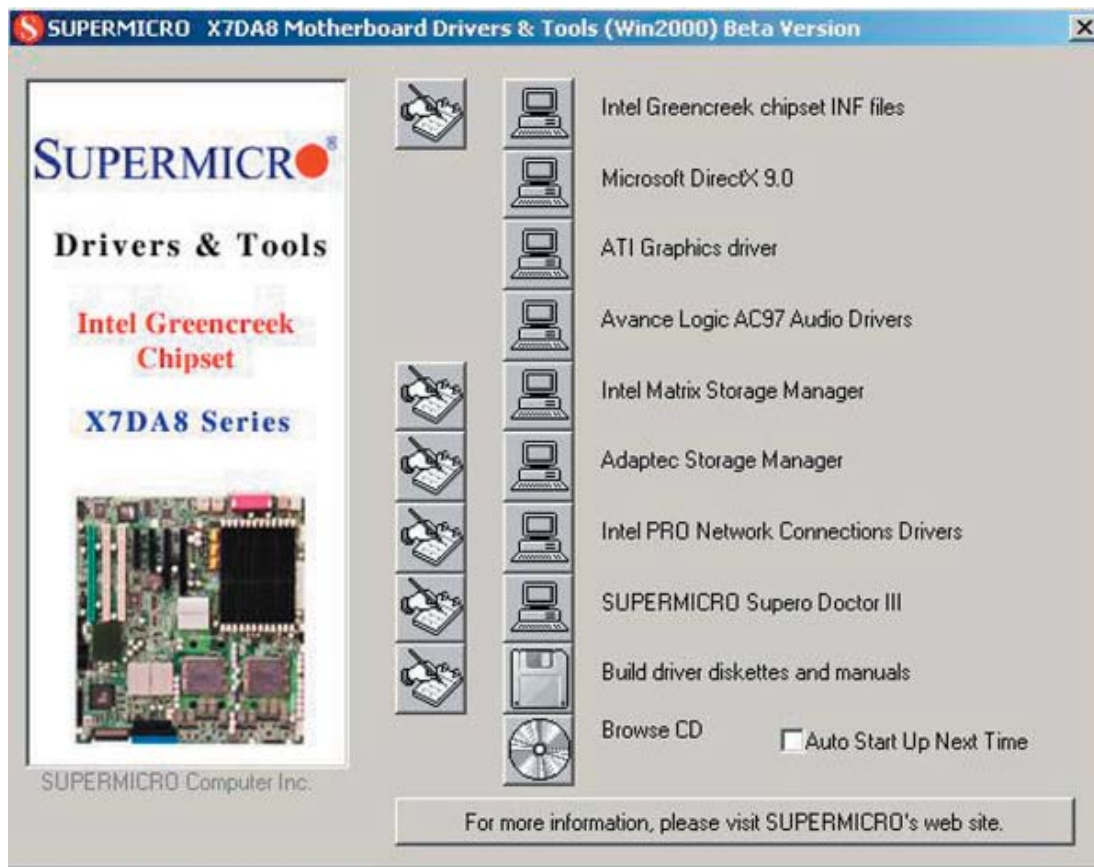 SUPERMICRO X7DA8 Motherboard Drivers & Tools (Win2000) Beta Version
SUPERMICRO®
Drivers & Tools
Intel Greencreek
Chipset
X7DA8 Series
SUPERMICRO Computer Inc.
Intel Greencreek chipset INF files
Microsoft DirectX 9.0
ATI Graphics driver
Avance Logic AC97 Audio Drivers
Intel Matrix Storage Manager
Adaptec Storage Manager
Intel PRO Network Connections Drivers
SUPERMICRO Supero Doctor III
Build driver diskettes and manuals
Browse CD
Auto Start Up Next Time
For more information, please visit SUPERMICRO's web site.